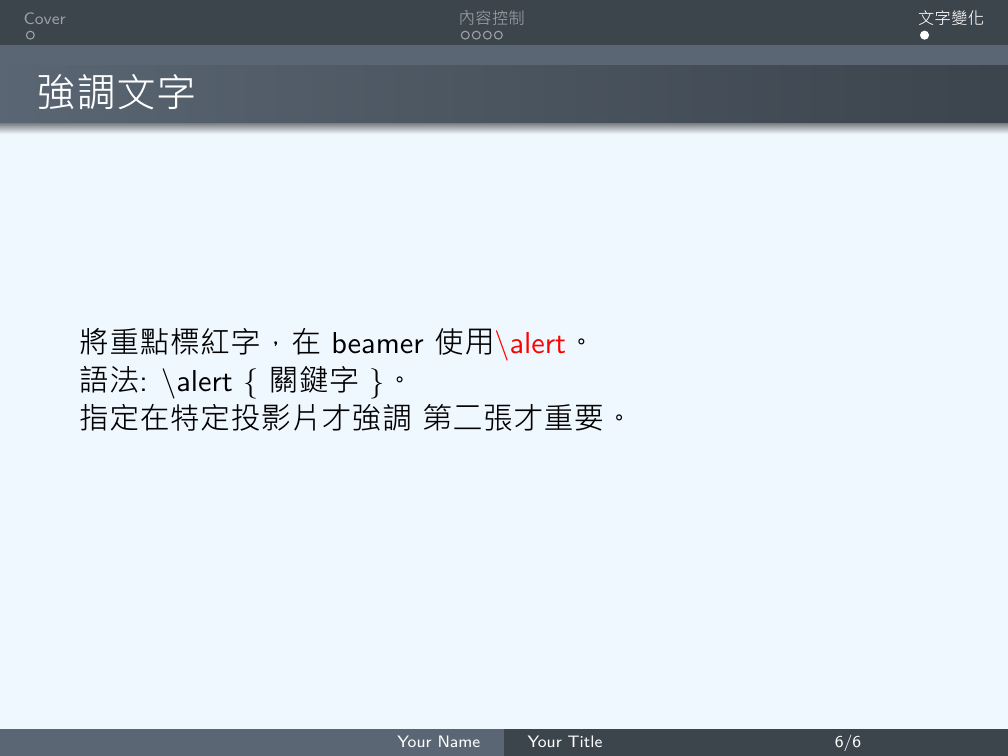 Cover
內容控制
文字變化
強調文字
將重點標紅字，在 beamer 使用\alert。
語法: \alert { 關鍵字 }。
指定在特定投影片才強調 第二張才重要。
Your Name
Your Title
6/6